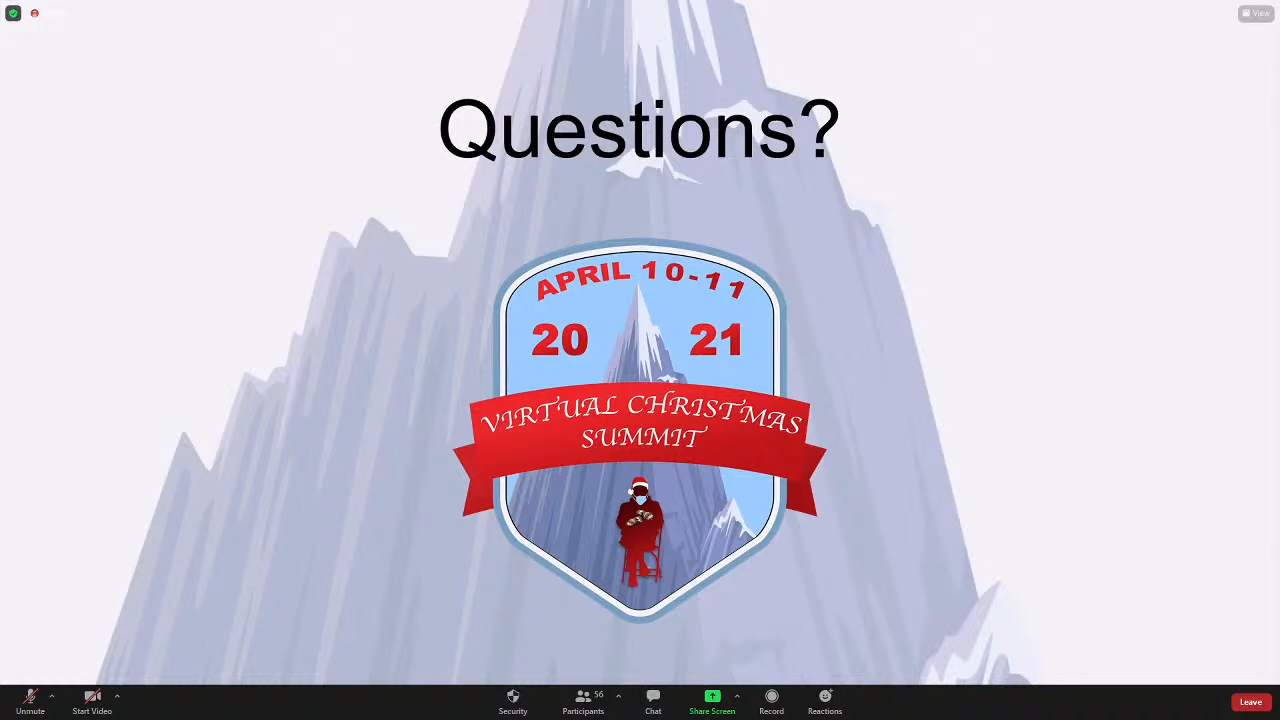 View
Questions?
APRIL 10-11
20 21
VIRTUAL CHRISTMAS
SUMMIT
Unmute
Start Video
Security
56
Participants
Chat
Share Screen
Record
Reactions
Leave